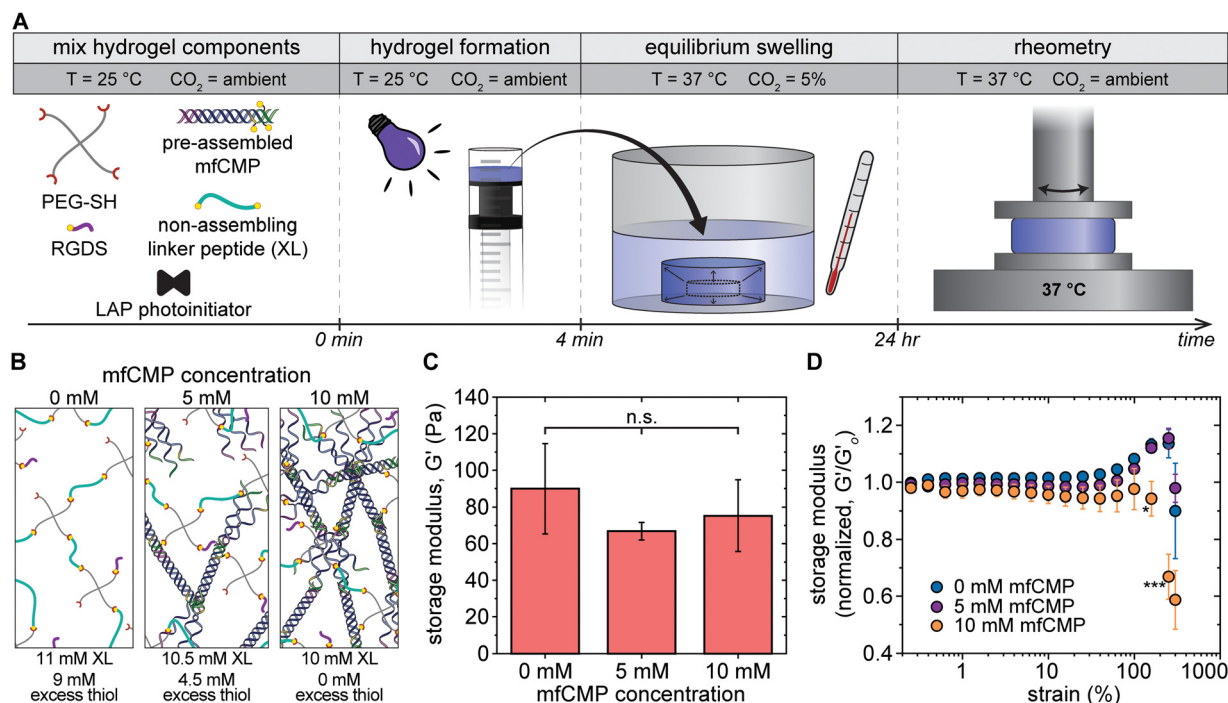 A
mix hydrogel components
hydrogel formation
equilibrium swelling
rheometry
T = 25 °C CO₂ = ambient
T = 25 °C CO₂ = ambient
T = 37 °C CO₂ = 5%
T = 37 °C CO₂ = ambient
PEG-SH
pre-assembled
mfCMP
RGDS
non-assembling
linker peptide (XL)
LAP photoinitiator
37 °C
0 min
4 min
24 hr
time
B
mfCMP concentration
0 mM
5 mM
10 mM
11 mM XL
9 mM
excess thiol
10.5 mM XL
4.5 mM
excess thiol
10 mM XL
0 mM
excess thiol
C
storage modulus, G' (Pa)
140
120
100
80
60
40
20
0
n.s.
0 mM
5 mM
10 mM
mfCMP concentration
D
storage modulus
(normalized, G'/G'ₒ)
1.2
1.0
0.8
0.6
0.4
*
***
0 mM mfCMP
5 mM mfCMP
10 mM mfCMP
1
10
100
1000
strain (%)